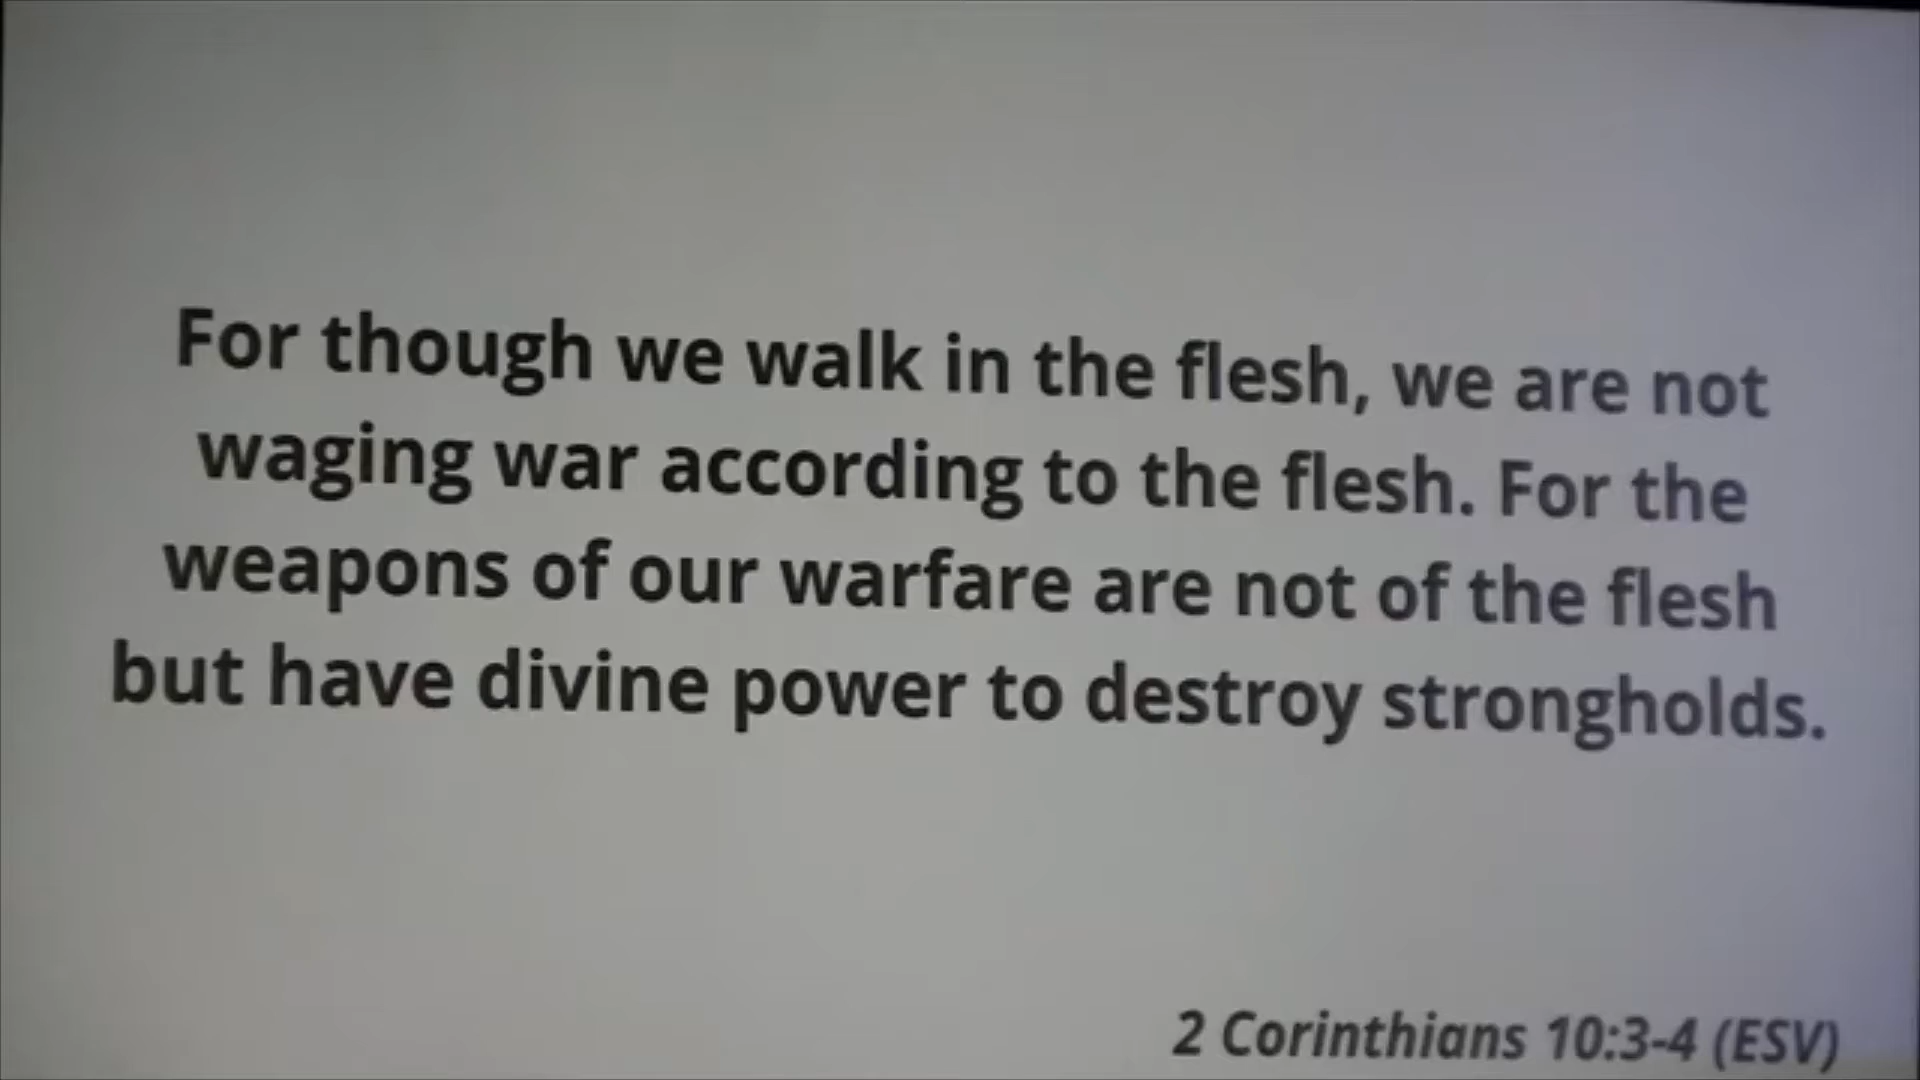 For though we walk in the flesh, we are not
waging war according to the flesh. For the
weapons of our warfare are not of the flesh
but have divine power to destroy strongholds.
2 Corinthians 10:3-4 (ESV)